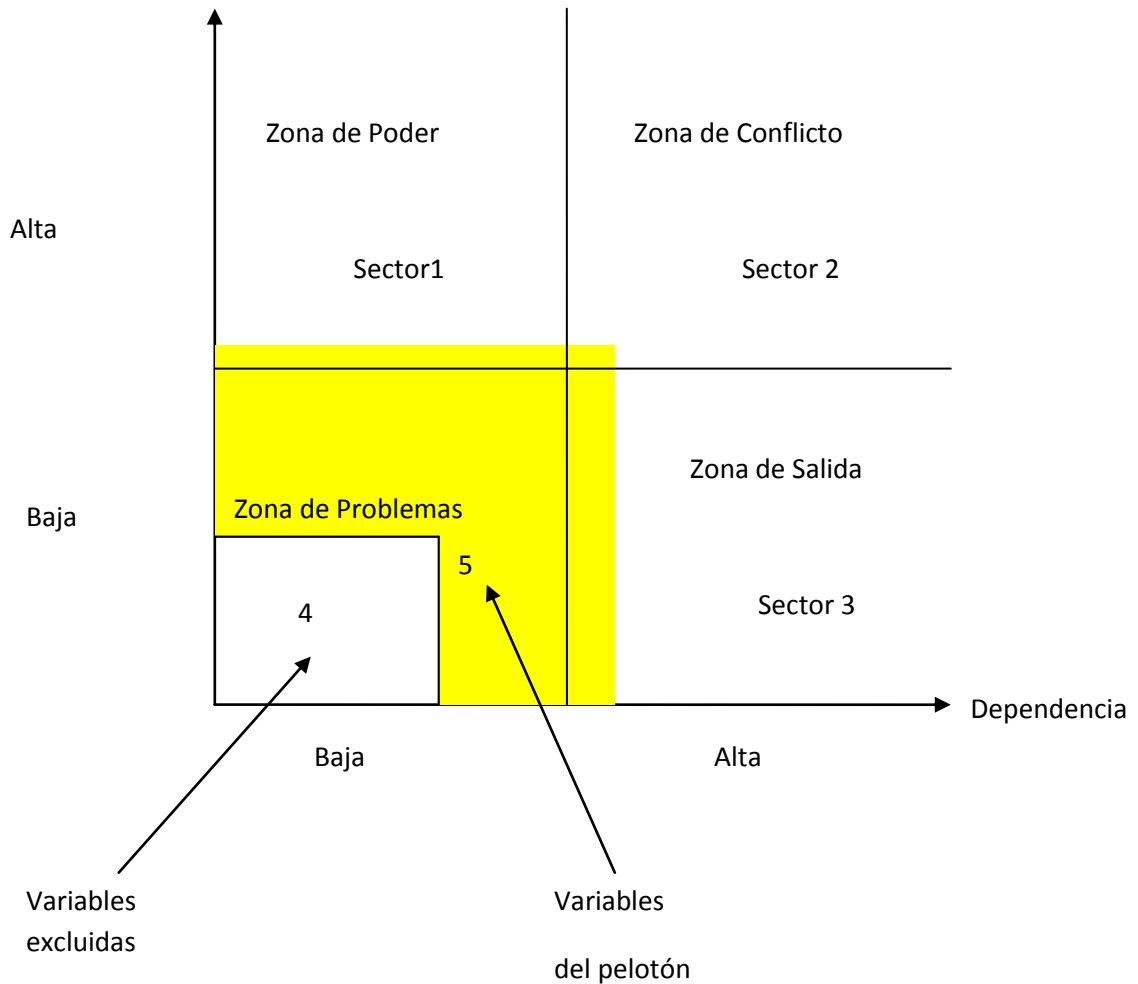 Zona de Poder
Zona de Conflicto
Alta
Sector1
Sector 2
Zona de Salida
Zona de Problemas
Baja
5
4
Sector 3
Dependencia
Baja
Alta
Variables
excluidas
Variables
del pelotón